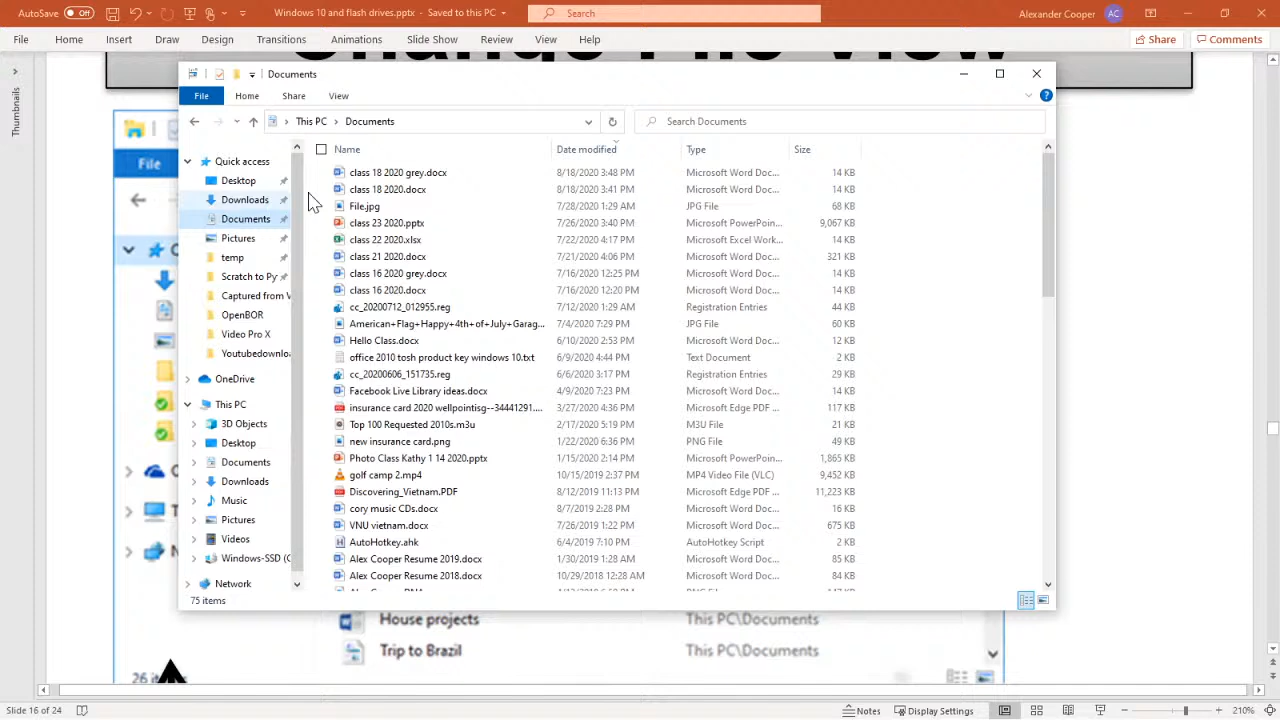 AutoSave Off Windows 10 and flash drives.pptx - Saved to this PC Search Alexander Cooper AC
File Home Insert Draw Design Transitions Animations Slide Show Review View Help Share Comments
Change File View
Documents
File Home Share View
This PC Documents Search Documents
Thumbnails
File
Name Date modified Type Size
Quick access
Desktop
Downloads
Documents
Pictures
temp
Scratch to Py
Captured from V
OpenBOR
Video Pro X
Youtubedownlo
OneDrive
This PC
3D Objects
Desktop
Documents
Downloads
Music
Pictures
Videos
Windows-SSD (C
Network
class 18 2020 grey.docx 8/18/2020 3:48 PM Microsoft Word Doc... 14 KB
class 18 2020.docx 8/18/2020 3:41 PM Microsoft Word Doc... 14 KB
File.jpg 7/28/2020 1:29 AM JPG File 68 KB
class 23 2020.pptx 7/26/2020 3:40 PM Microsoft PowerPoin... 9,067 KB
class 22 2020.xlsx 7/22/2020 4:17 PM Microsoft Excel Work... 14 KB
class 21 2020.docx 7/21/2020 4:06 PM Microsoft Word Doc... 321 KB
class 16 2020 grey.docx 7/16/2020 12:25 PM Microsoft Word Doc... 14 KB
class 16 2020.docx 7/16/2020 12:20 PM Microsoft Word Doc... 14 KB
cc_20200712_012955.reg 7/12/2020 1:29 AM Registration Entries 44 KB
American+Flag+Happy+4th+of+July+Garag... 7/4/2020 7:29 PM JPG File 60 KB
Hello Class.docx 6/10/2020 2:53 PM Microsoft Word Doc... 12 KB
office 2010 tosh product key windows 10.txt 6/9/2020 4:44 PM Text Document 2 KB
cc_20200606_151735.reg 6/6/2020 3:17 PM Registration Entries 29 KB
Facebook Live Library ideas.docx 4/9/2020 7:23 PM Microsoft Word Doc... 14 KB
insurance card 2020 wellpointisg--34441291.... 3/27/2020 4:36 PM Microsoft Edge PDF ... 117 KB
Top 100 Requested 2010s.m3u 2/17/2020 5:19 PM M3U File 21 KB
new insurance card.png 1/22/2020 6:36 PM PNG File 49 KB
Photo Class Kathy 1 14 2020.pptx 1/15/2020 2:14 PM Microsoft PowerPoin... 1,865 KB
golf camp 2.mp4 10/15/2019 2:37 PM MP4 Video File (VLC) 9,452 KB
Discovering_Vietnam.PDF 8/12/2019 11:13 PM Microsoft Edge PDF ... 11,223 KB
cory music CDs.docx 8/7/2019 2:28 PM Microsoft Word Doc... 16 KB
VNU vietnam.docx 7/26/2019 1:22 PM Microsoft Word Doc... 675 KB
AutoHotkey.ahk 6/4/2019 7:10 PM AutoHotkey Script 2 KB
Alex Cooper Resume 2019.docx 1/30/2019 1:28 AM Microsoft Word Doc... 85 KB
Alex Cooper Resume 2018.docx 10/29/2018 12:28 AM Microsoft Word Doc... 84 KB
75 items
House projects This PC\Documents
Trip to Brazil This PC\Documents
26 it
Slide 16 of 24 Notes Display Settings 210%